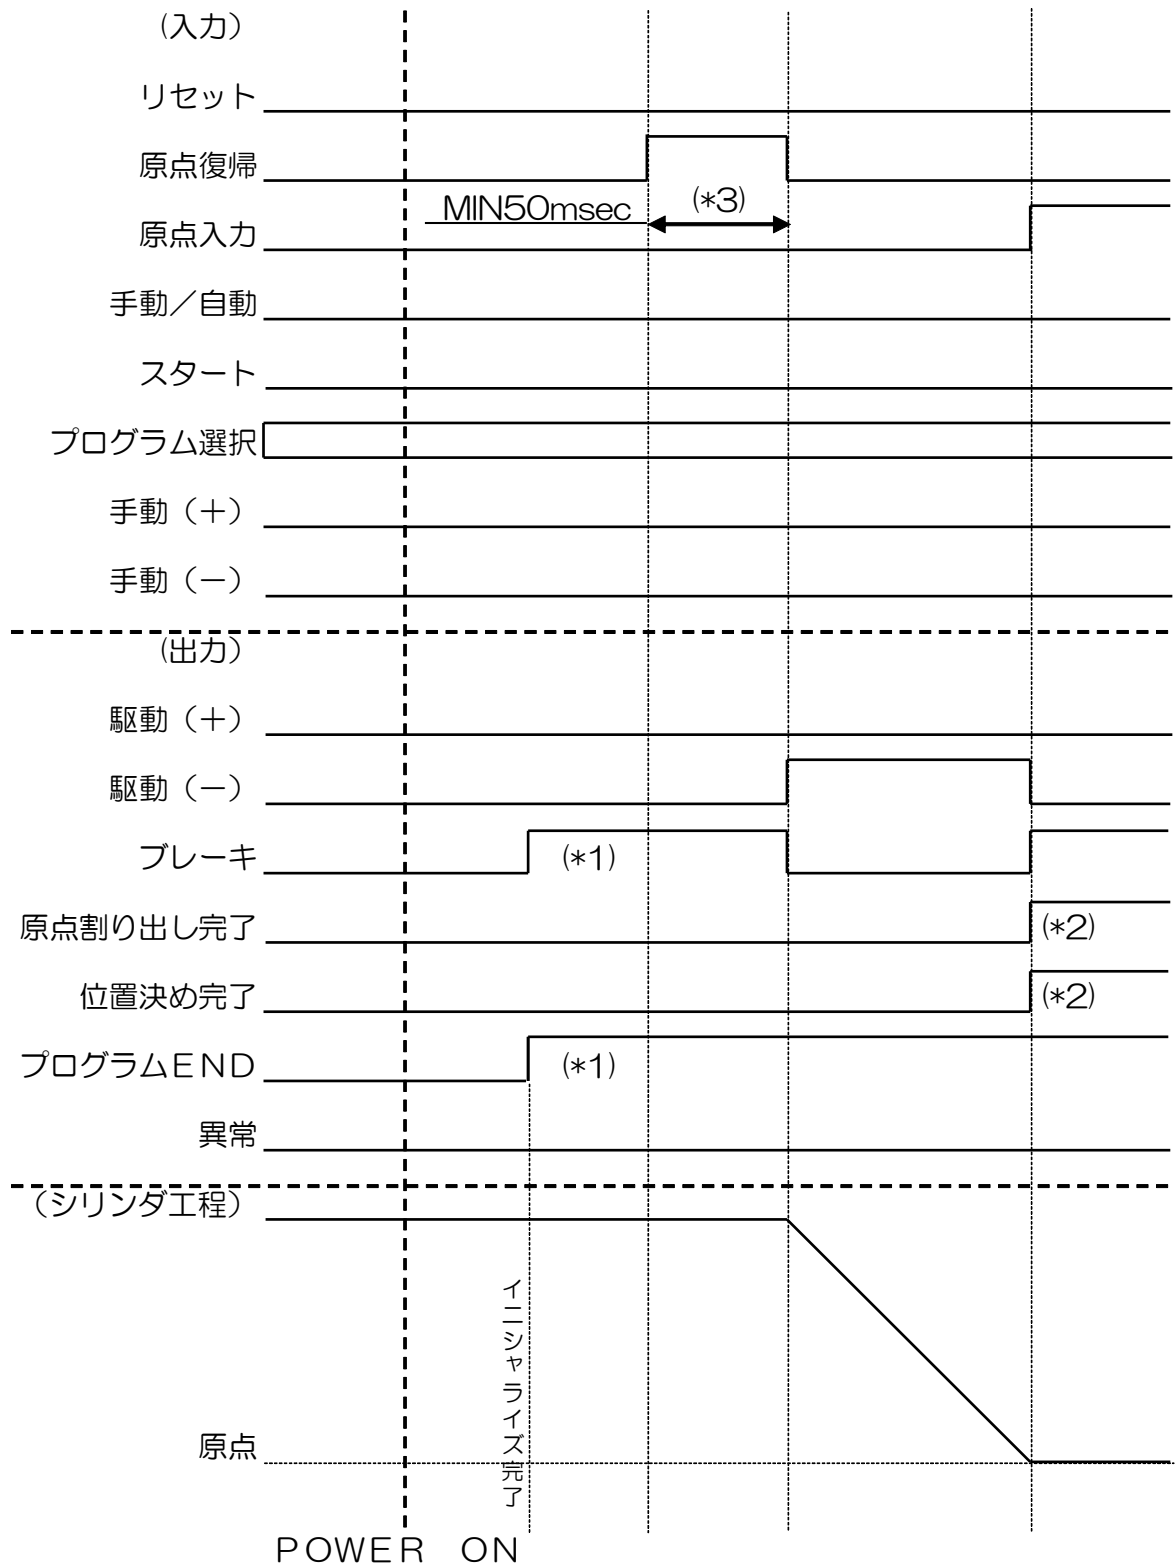 (入力)
リセット
原点復帰
MIN50msec
(*3)
原点入力
手動／自動
スタート
プログラム選択
手動（＋）
手動（－）
(出力)
駆動（＋）
駆動（－）
ブレーキ
(*1)
原点割り出し完了
(*2)
位置決め完了
(*2)
プログラムＥＮＤ
(*1)
異常
（シリンダ工程）
イニシャライズ完了
原点
ＰＯＷＥＲ　ＯＮ